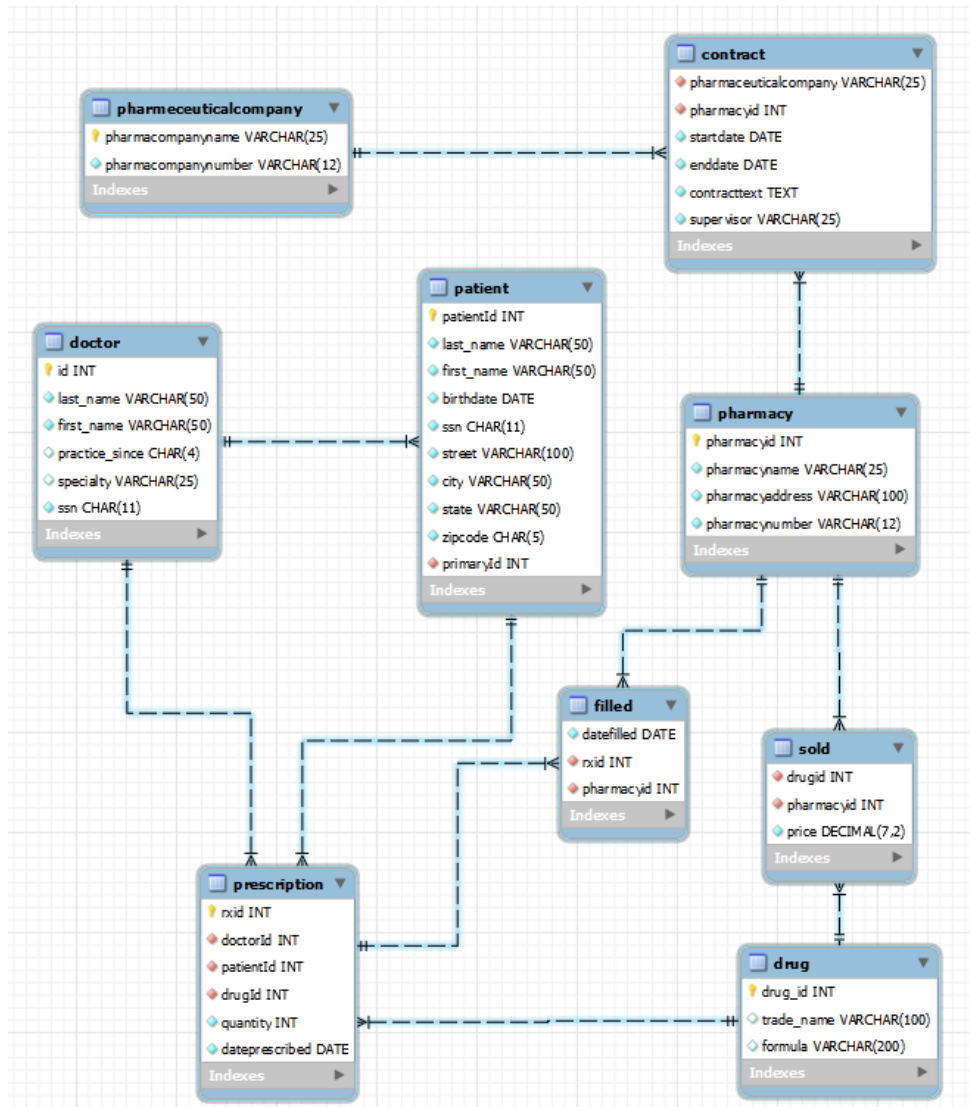 contract
pharmaceuticalcompany VARCHAR(25)
pharmacyid INT
startdate DATE
enddate DATE
contracttext TEXT
supervisor VARCHAR(25)
Indexes
pharmeceuticalcompany
pharmacompanyname VARCHAR(25)
pharmacompanynumber VARCHAR(12)
Indexes
patient
patientId INT
last_name VARCHAR(50)
first_name VARCHAR(50)
birthdate DATE
ssn CHAR(11)
street VARCHAR(100)
city VARCHAR(50)
state VARCHAR(50)
zipcode CHAR(5)
primaryId INT
Indexes
doctor
id INT
last_name VARCHAR(50)
first_name VARCHAR(50)
practice_since CHAR(4)
specialty VARCHAR(25)
ssn CHAR(11)
Indexes
pharmacy
pharmacyid INT
pharmacyname VARCHAR(25)
pharmacyaddress VARCHAR(100)
pharmacynumber VARCHAR(12)
Indexes
filled
datefilled DATE
rxid INT
pharmacyid INT
Indexes
sold
drugid INT
pharmacyid INT
price DECIMAL(7,2)
Indexes
prescription
rxid INT
doctorId INT
patientId INT
drugId INT
quantity INT
dateprescribed DATE
Indexes
drug
drug_id INT
trade_name VARCHAR(100)
formula VARCHAR(200)
Indexes